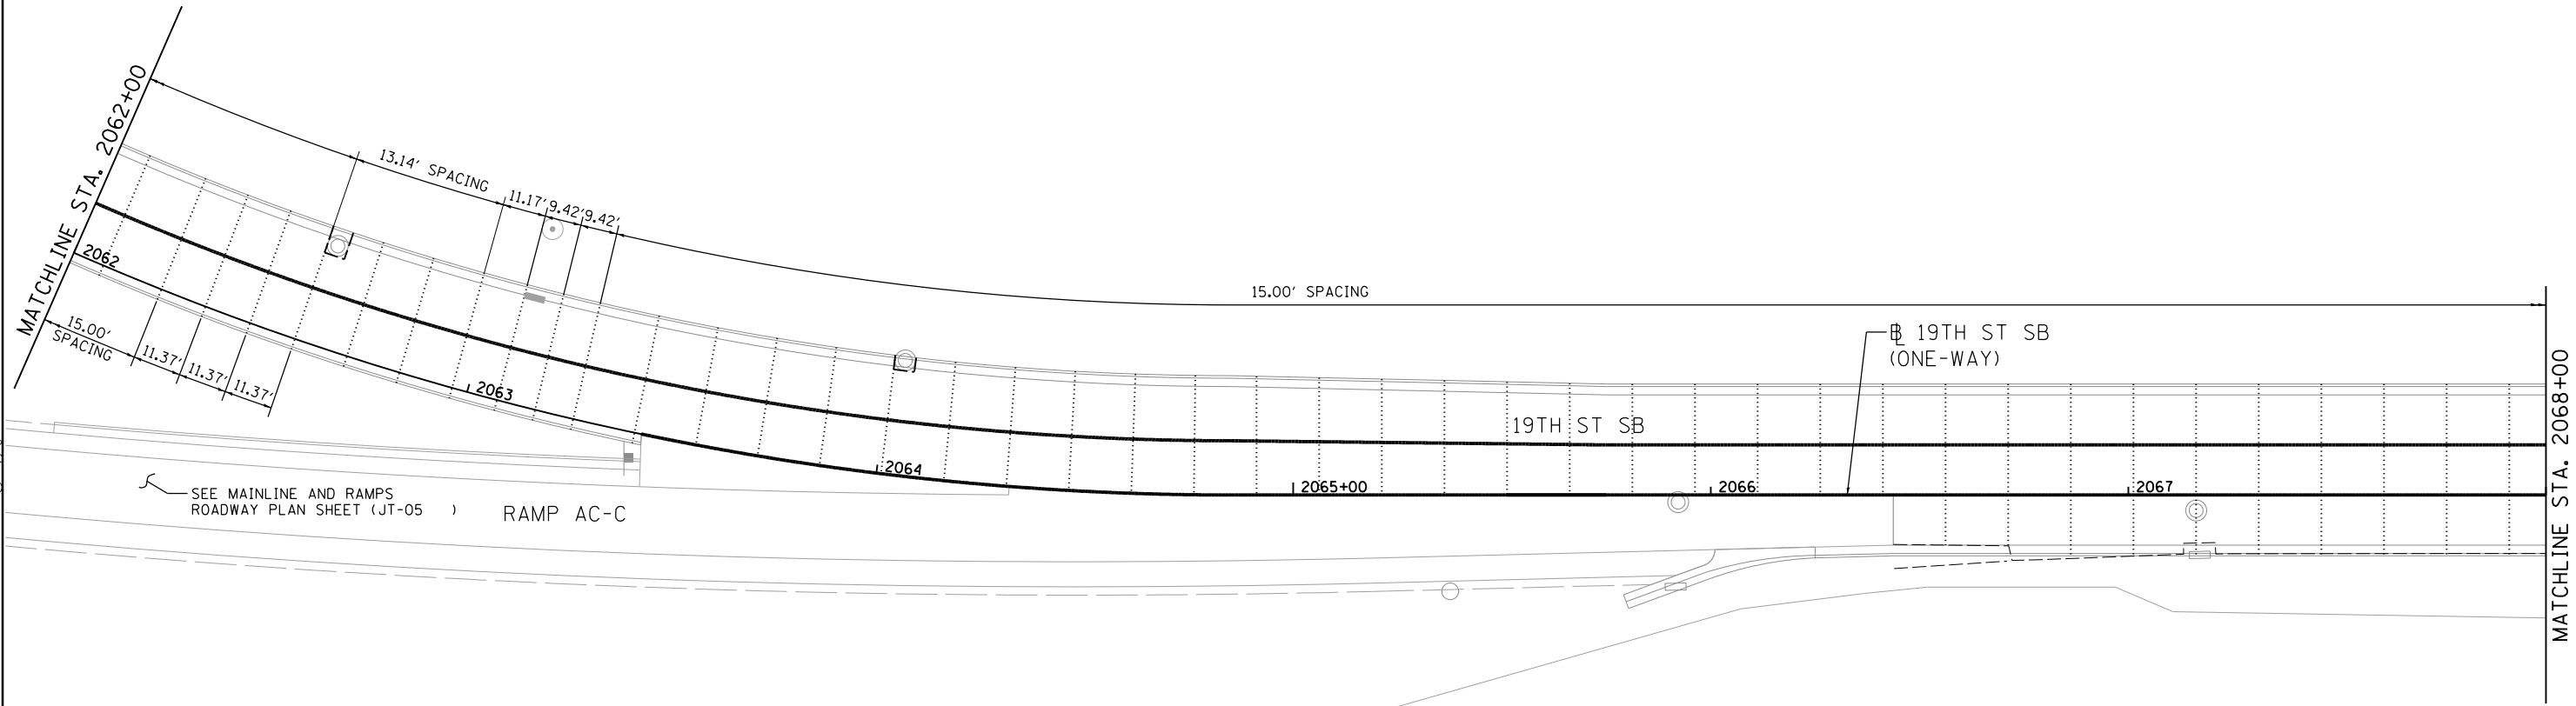 MATCHLINE STA. 2062+00
13.14' SPACING
11.17'
9.42'
9.42'
15.00' SPACING
2062
15.00'
SPACING
11.37'
11.37'
11.37'
2063
2064
2065+00
2066
2067
19TH ST SB
(ONE-WAY)
19TH ST SB
SEE MAINLINE AND RAMPS
ROADWAY PLAN SHEET (JT-05 )
RAMP AC-C
MATCHLINE STA. 2068+00